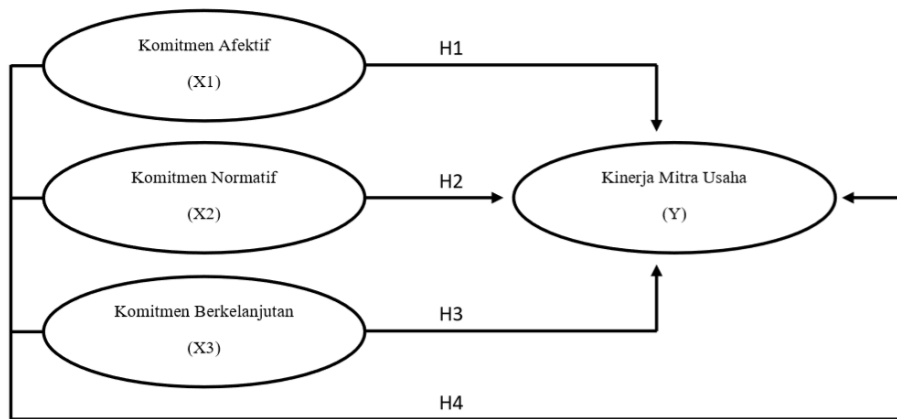 Komitmen Afektif
(X1)
H1
Komitmen Normatif
(X2)
H2
Kinerja Mitra Usaha
(Y)
Komitmen Berkelanjutan
(X3)
H3
H4